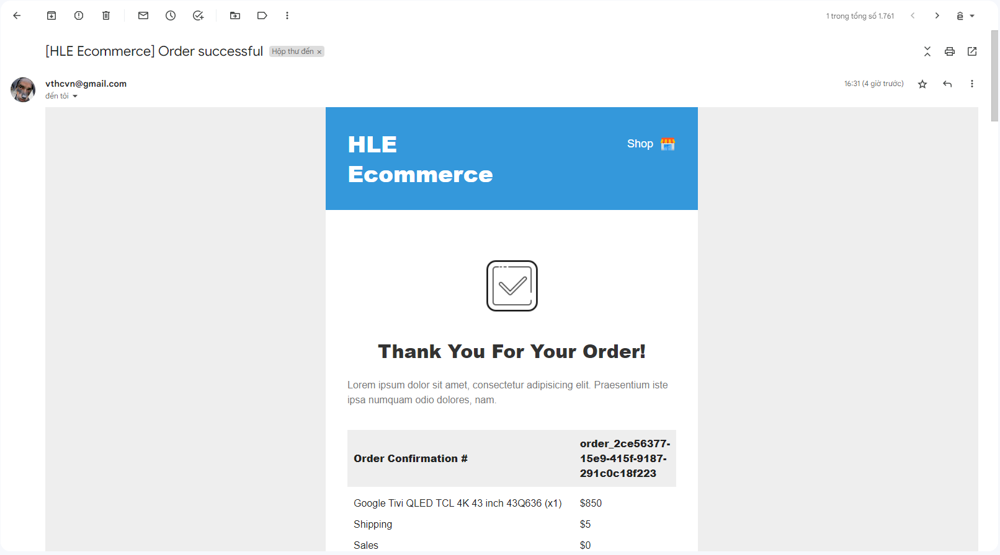 1 trong tổng số 1.761
[HLE Ecommerce] Order successful Hộp thư đến ×
vthcvn@gmail.com 16:31 (4 giờ trước)
đến tôi
HLE
Ecommerce
Shop
Thank You For Your Order!
Lorem ipsum dolor sit amet, consectetur adipisicing elit. Praesentium iste
ipsa numquam odio dolores, nam.
Order Confirmation #
order_2ce56377-
15e9-415f-9187-
291c0c18f223
Google Tivi QLED TCL 4K 43 inch 43Q636 (x1) $850
Shipping $5
Sales $0